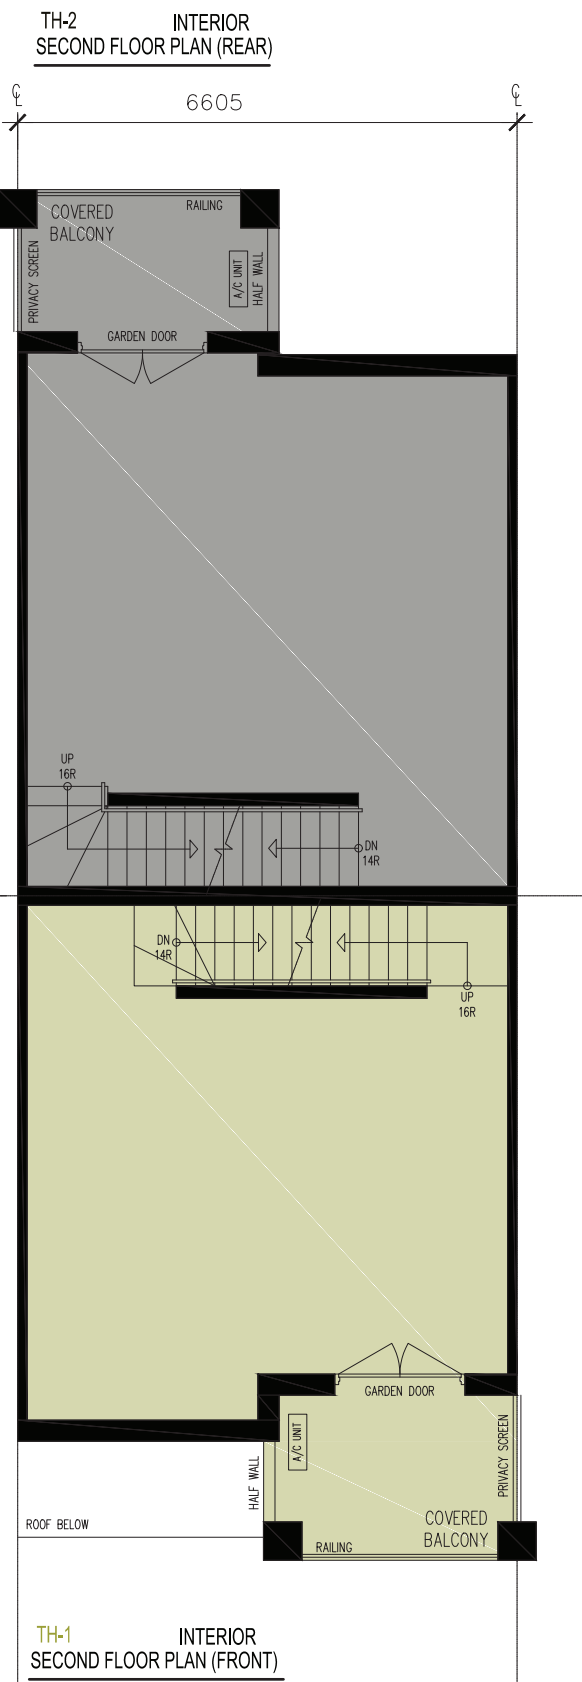 TH-2 INTERIOR
SECOND FLOOR PLAN (REAR)
℄ ℄
6605
RAILING
COVERED
BALCONY
PRIVACY SCREEN
A/C UNIT
HALF WALL
GARDEN DOOR
UP
16R
DN
14R
DN
14R
UP
16R
GARDEN DOOR
A/C UNIT
PRIVACY SCREEN
HALF WALL
COVERED
BALCONY
ROOF BELOW
RAILING
TH-1 INTERIOR
SECOND FLOOR PLAN (FRONT)